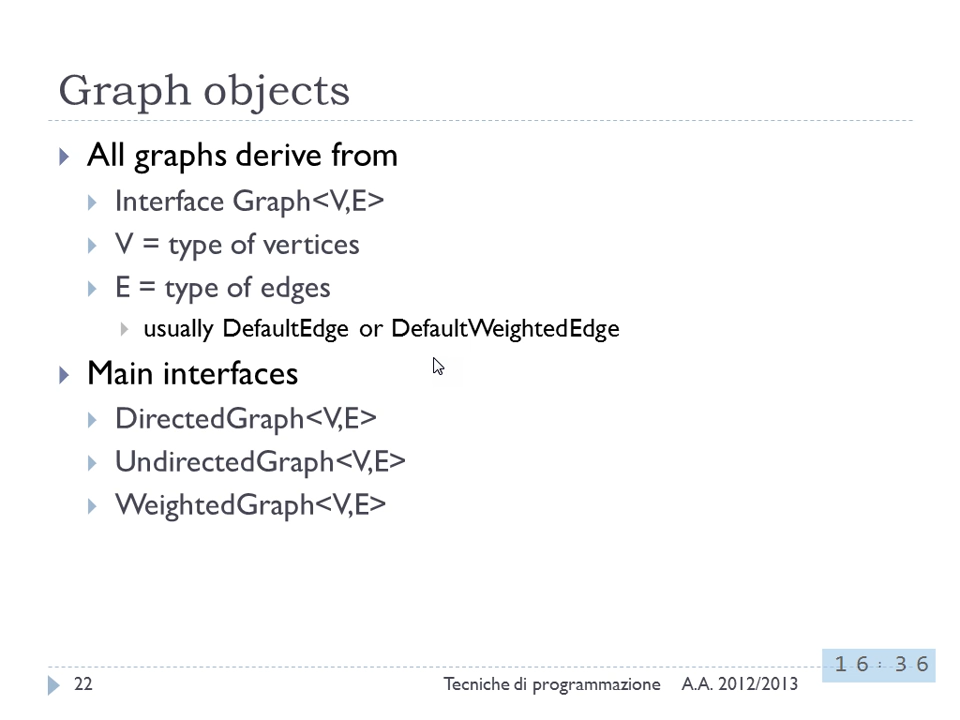 Graph objects
All graphs derive from
Interface Graph<V,E>
V = type of vertices
E = type of edges
usually DefaultEdge or DefaultWeightedEdge
Main interfaces
DirectedGraph<V,E>
UndirectedGraph<V,E>
WeightedGraph<V,E>
16:36
22 Tecniche di programmazione A.A. 2012/2013